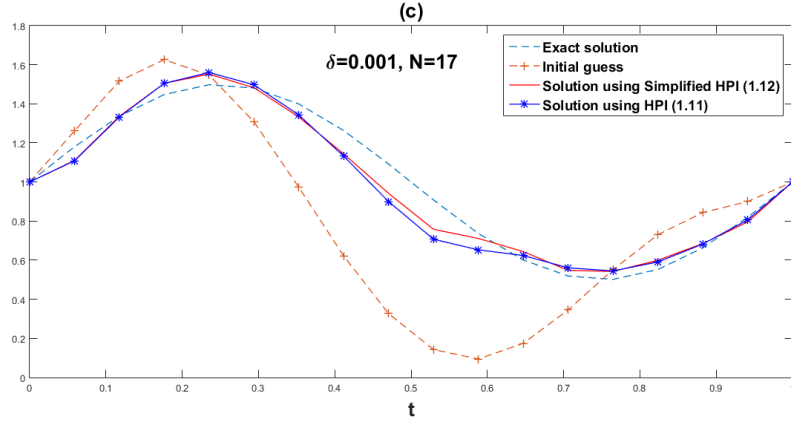 (c)
δ=0.001, N=17
Exact solution
Initial guess
Solution using Simplified HPI (1.12)
Solution using HPI (1.11)
1.8
1.6
1.4
1.2
1
0.8
0.6
0.4
0.2
0
0 0.1 0.2 0.3 0.4 0.5 0.6 0.7 0.8 0.9 1
t